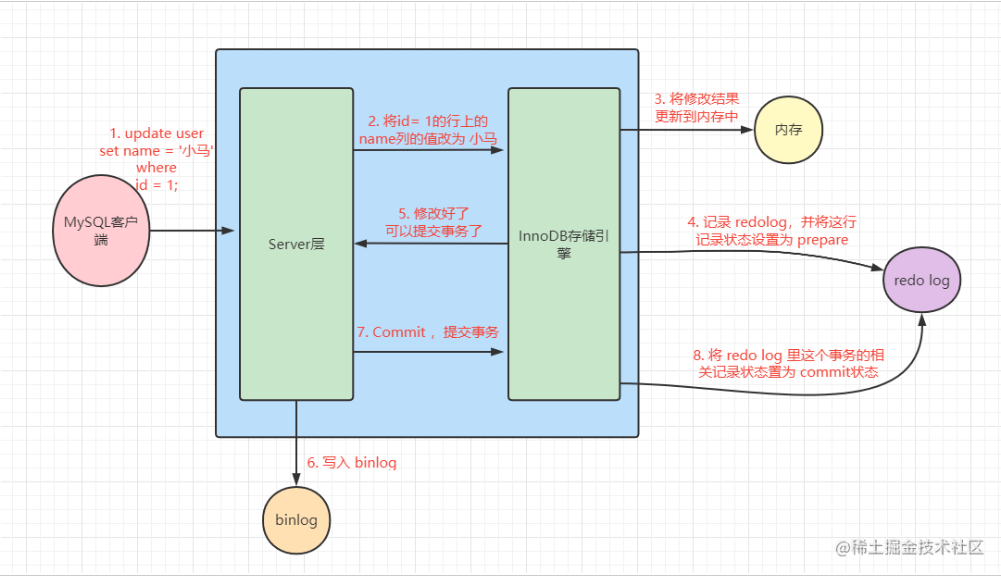 1. update user
set name = '小马'
where
id = 1;
MySQL客户
端
Server层
2. 将id= 1的行上的
name列的值改为 小马
5. 修改好了
可以提交事务了
7. Commit ，提交事务
InnoDB存储引
擎
3. 将修改结果
更新到内存中
内存
4. 记录 redolog，并将这行
记录状态设置为 prepare
redo log
8. 将 redo log 里这个事务的相
关记录状态置为 commit状态
6. 写入 binlog
binlog
@稀土掘金技术社区